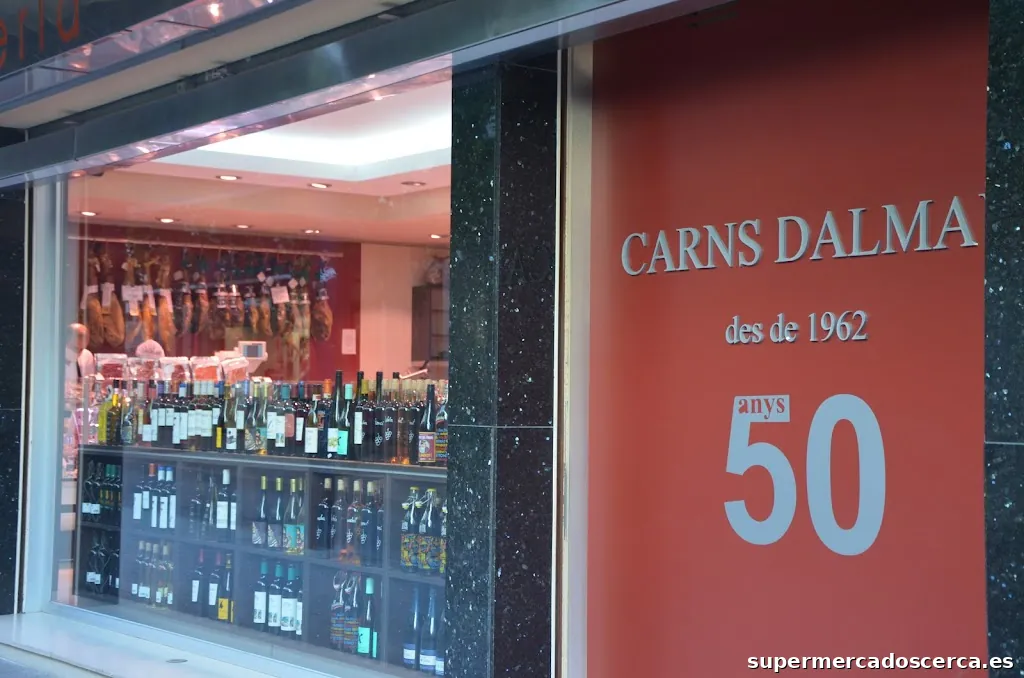 CARNS DALMA
des de 1962
anys
50
supermercadoscerca.es